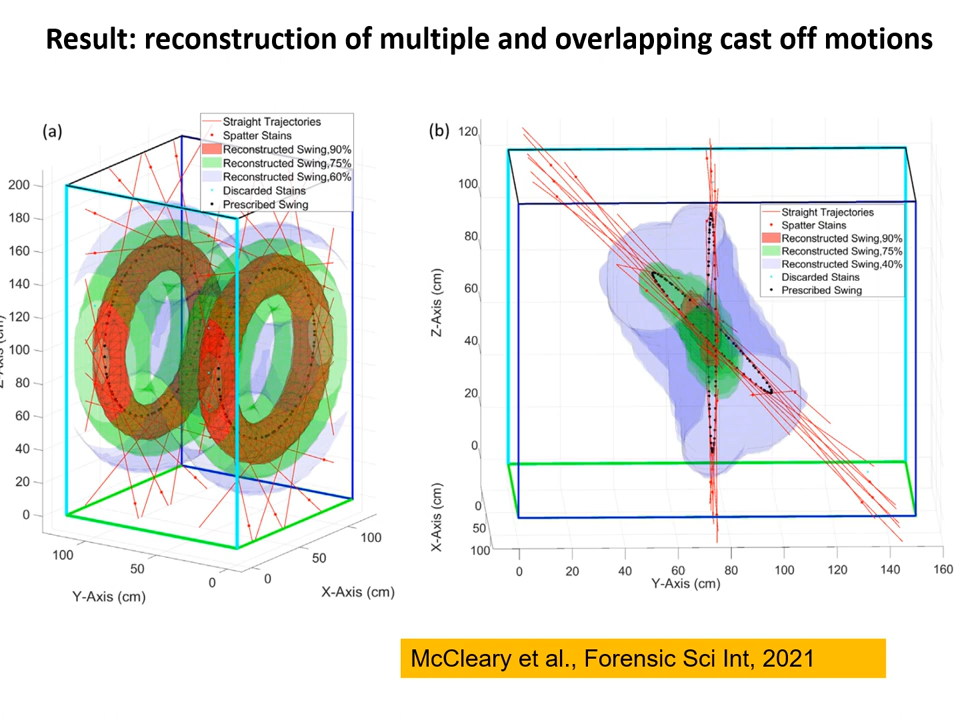 Result: reconstruction of multiple and overlapping cast off motions
(a)
Straight Trajectories
Spatter Stains
Reconstructed Swing,90%
Reconstructed Swing,75%
Reconstructed Swing,60%
Discarded Stains
Prescribed Swing
200
180
160
140
120
100
80
60
40
20
0
(cm)
100
50
0
Y-Axis (cm)
0
50
100
X-Axis (cm)
(b)
120
100
80
60
40
20
0
Z-Axis (cm)
Straight Trajectories
Spatter Stains
Reconstructed Swing,90%
Reconstructed Swing,75%
Reconstructed Swing,40%
Discarded Stains
Prescribed Swing
X-Axis (cm)
0
50
100
0 20 40 60 80 100 120 140 160
Y-Axis (cm)
McCleary et al., Forensic Sci Int, 2021